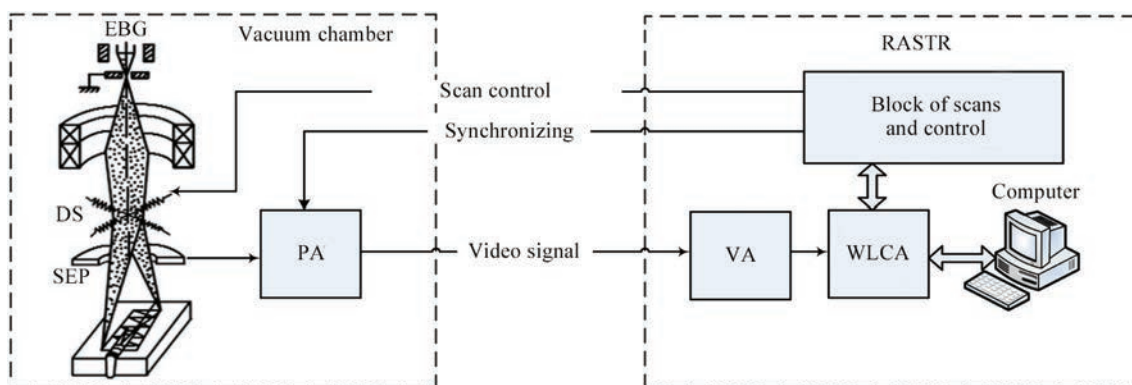 EBG
Vacuum chamber
RASTR
Scan control
Block of scans
and control
Synchronizing
Computer
DS
PA
Video signal
VA
WLCA
SEP